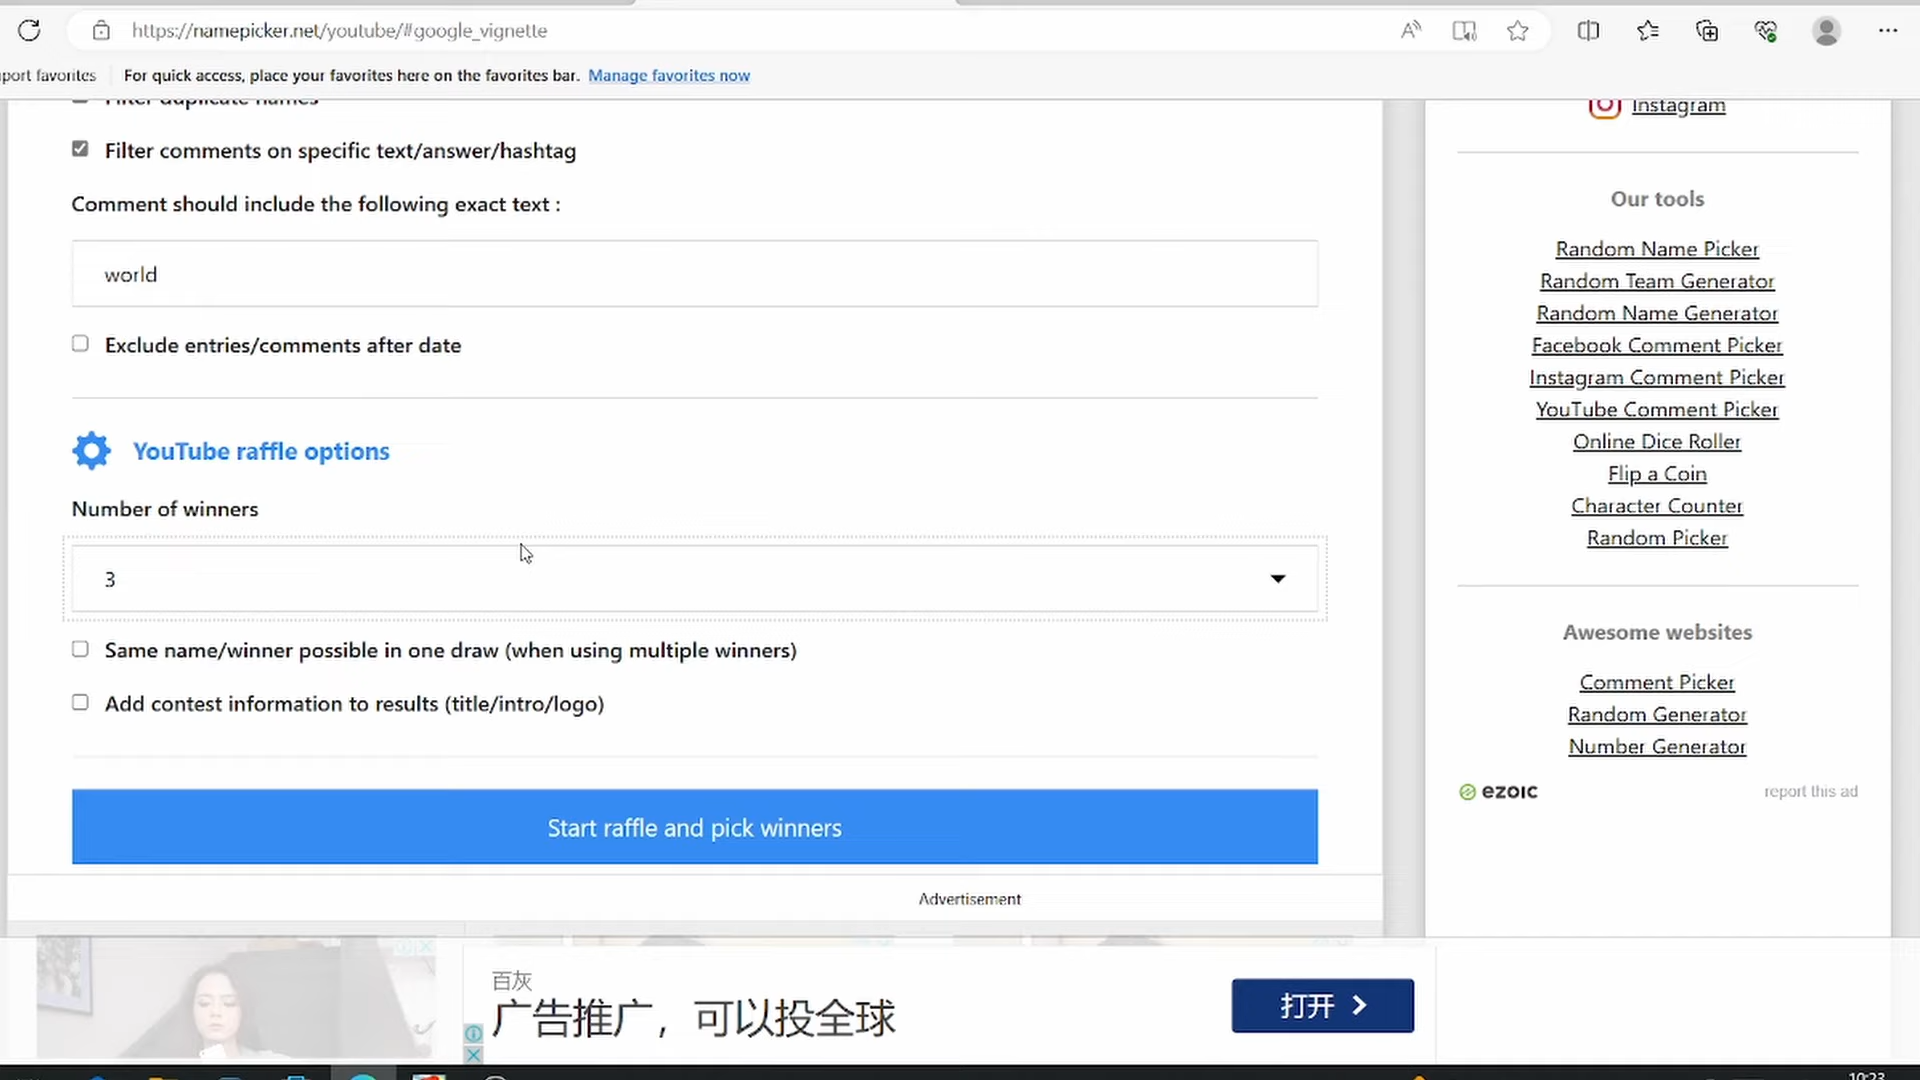 https://namepicker.net/youtube/#google_vignette
port favorites
For quick access, place your favorites here on the favorites bar. Manage favorites now
Filter duplicate names
Filter comments on specific text/answer/hashtag
Comment should include the following exact text :
world
Exclude entries/comments after date
YouTube raffle options
Number of winners
3
Same name/winner possible in one draw (when using multiple winners)
Add contest information to results (title/intro/logo)
Start raffle and pick winners
Advertisement
Instagram
Our tools
Random Name Picker
Random Team Generator
Random Name Generator
Facebook Comment Picker
Instagram Comment Picker
YouTube Comment Picker
Online Dice Roller
Flip a Coin
Character Counter
Random Picker
Awesome websites
Comment Picker
Random Generator
Number Generator
ezoic
report this ad
百灰
广告推广，可以投全球
打开
10:23